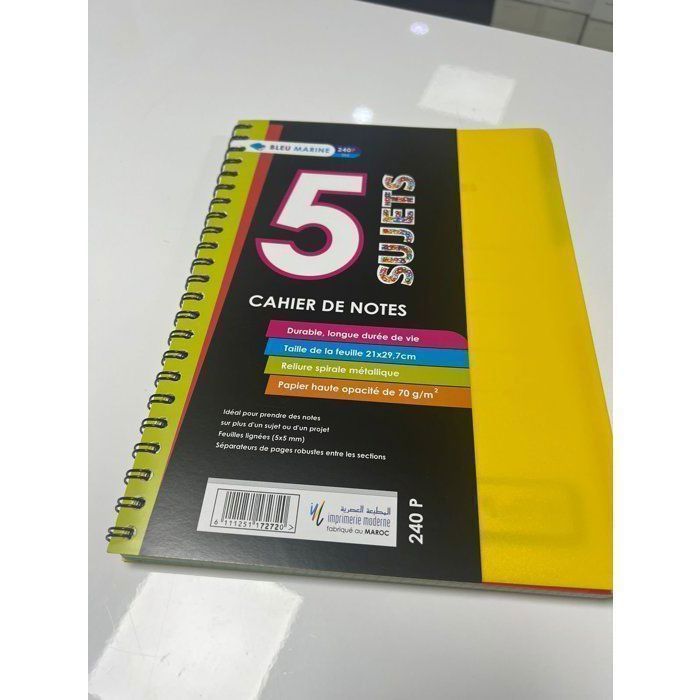 BLEU MARINE 240P
5
SUJETS
CAHIER DE NOTES
Durable, longue durée de vie
Taille de la feuille 21x29,7cm
Reliure spirale métallique
Papier haute opacité de 70 g/m²
Idéal pour prendre des notes
sur plus d'un sujet ou d'un projet
Feuilles lignées (5x5 mm)
Séparateurs de pages robustes entre les sections
6 111251 172720 >
المطبعة العصرية
imprimerie moderne
fabriqué au MAROC
240 P